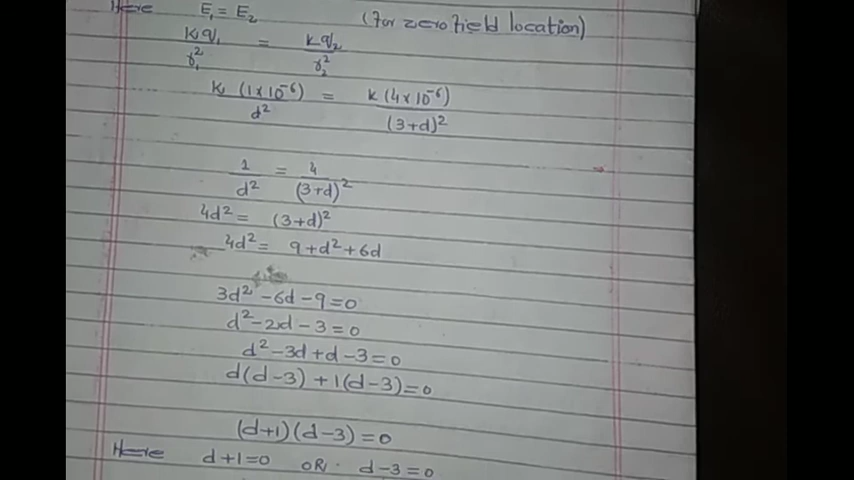 Here E₁ = E₂ (For zero field location)
Kq₁/r₁² = Kq₂/r₂²
K (1×10⁻⁶)/d² = K (4×10⁻⁶)/(3+d)²
1/d² = 4/(3+d)²
4d² = (3+d)²
4d² = 9+d²+6d
3d² -6d -9=0
d²-2d-3=0
d²-3d+d-3=0
d(d-3)+1(d-3)=0
(d+1)(d-3)=0
Here d+1=0 OR d-3=0